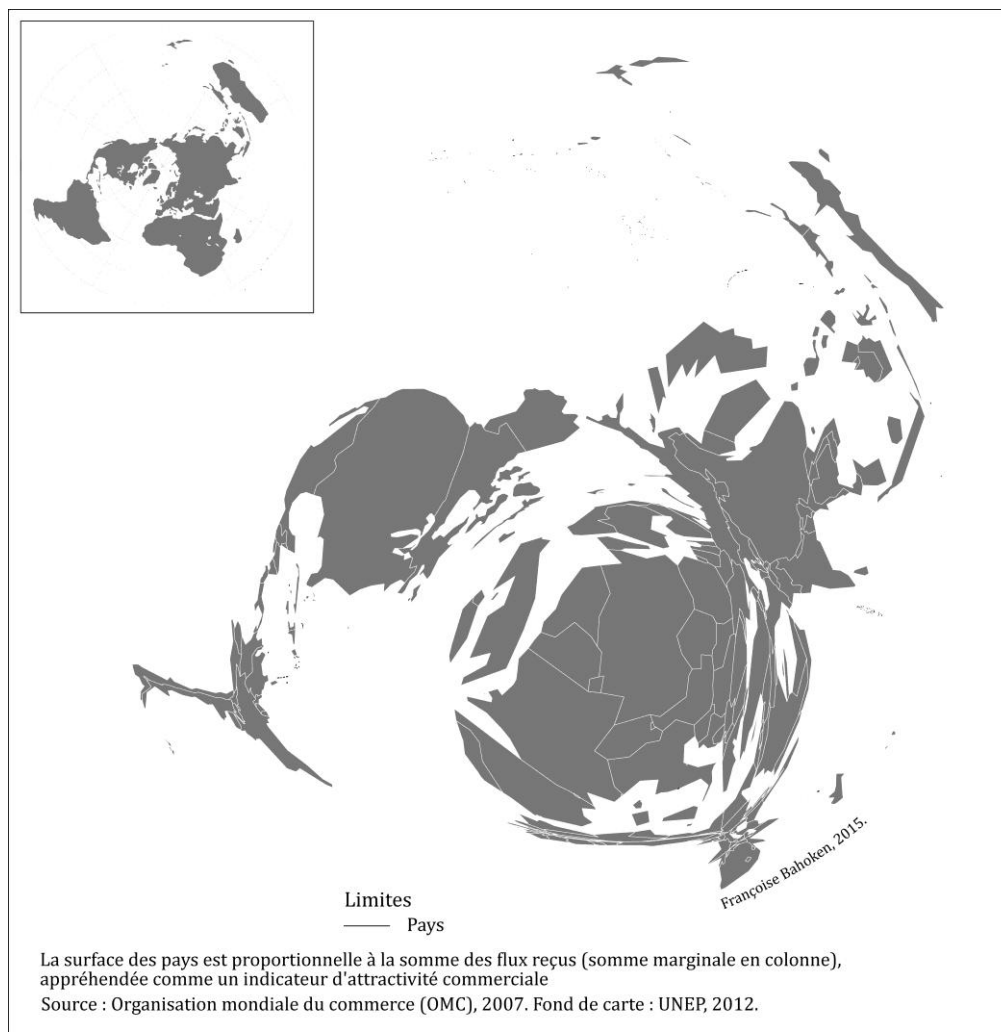 Françoise Bahoken, 2015.
Limites
Pays
La surface des pays est proportionnelle à la somme des flux reçus (somme marginale en colonne),
appréhendée comme un indicateur d'attractivité commerciale
Source : Organisation mondiale du commerce (OMC), 2007. Fond de carte : UNEP, 2012.